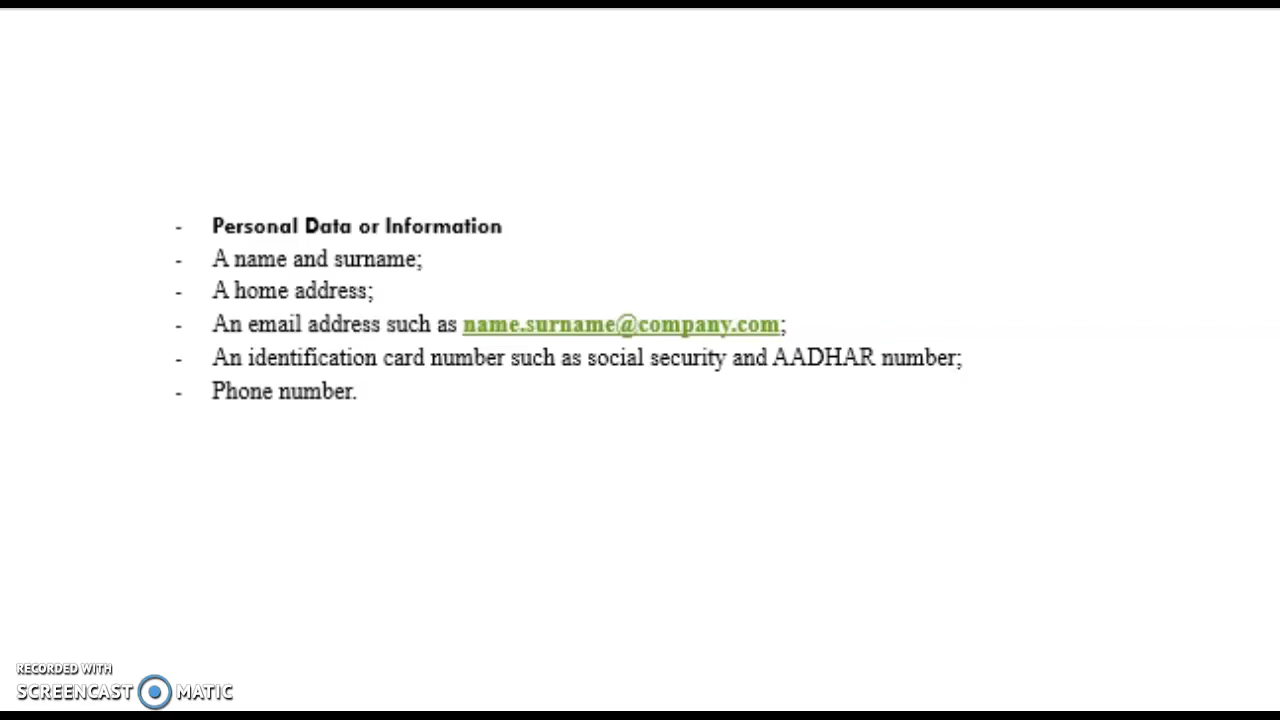 - Personal Data or Information
- A name and surname;
- A home address;
- An email address such as name.surname@company.com;
- An identification card number such as social security and AADHAR number;
- Phone number.
RECORDED WITH
SCREENCAST MATIC